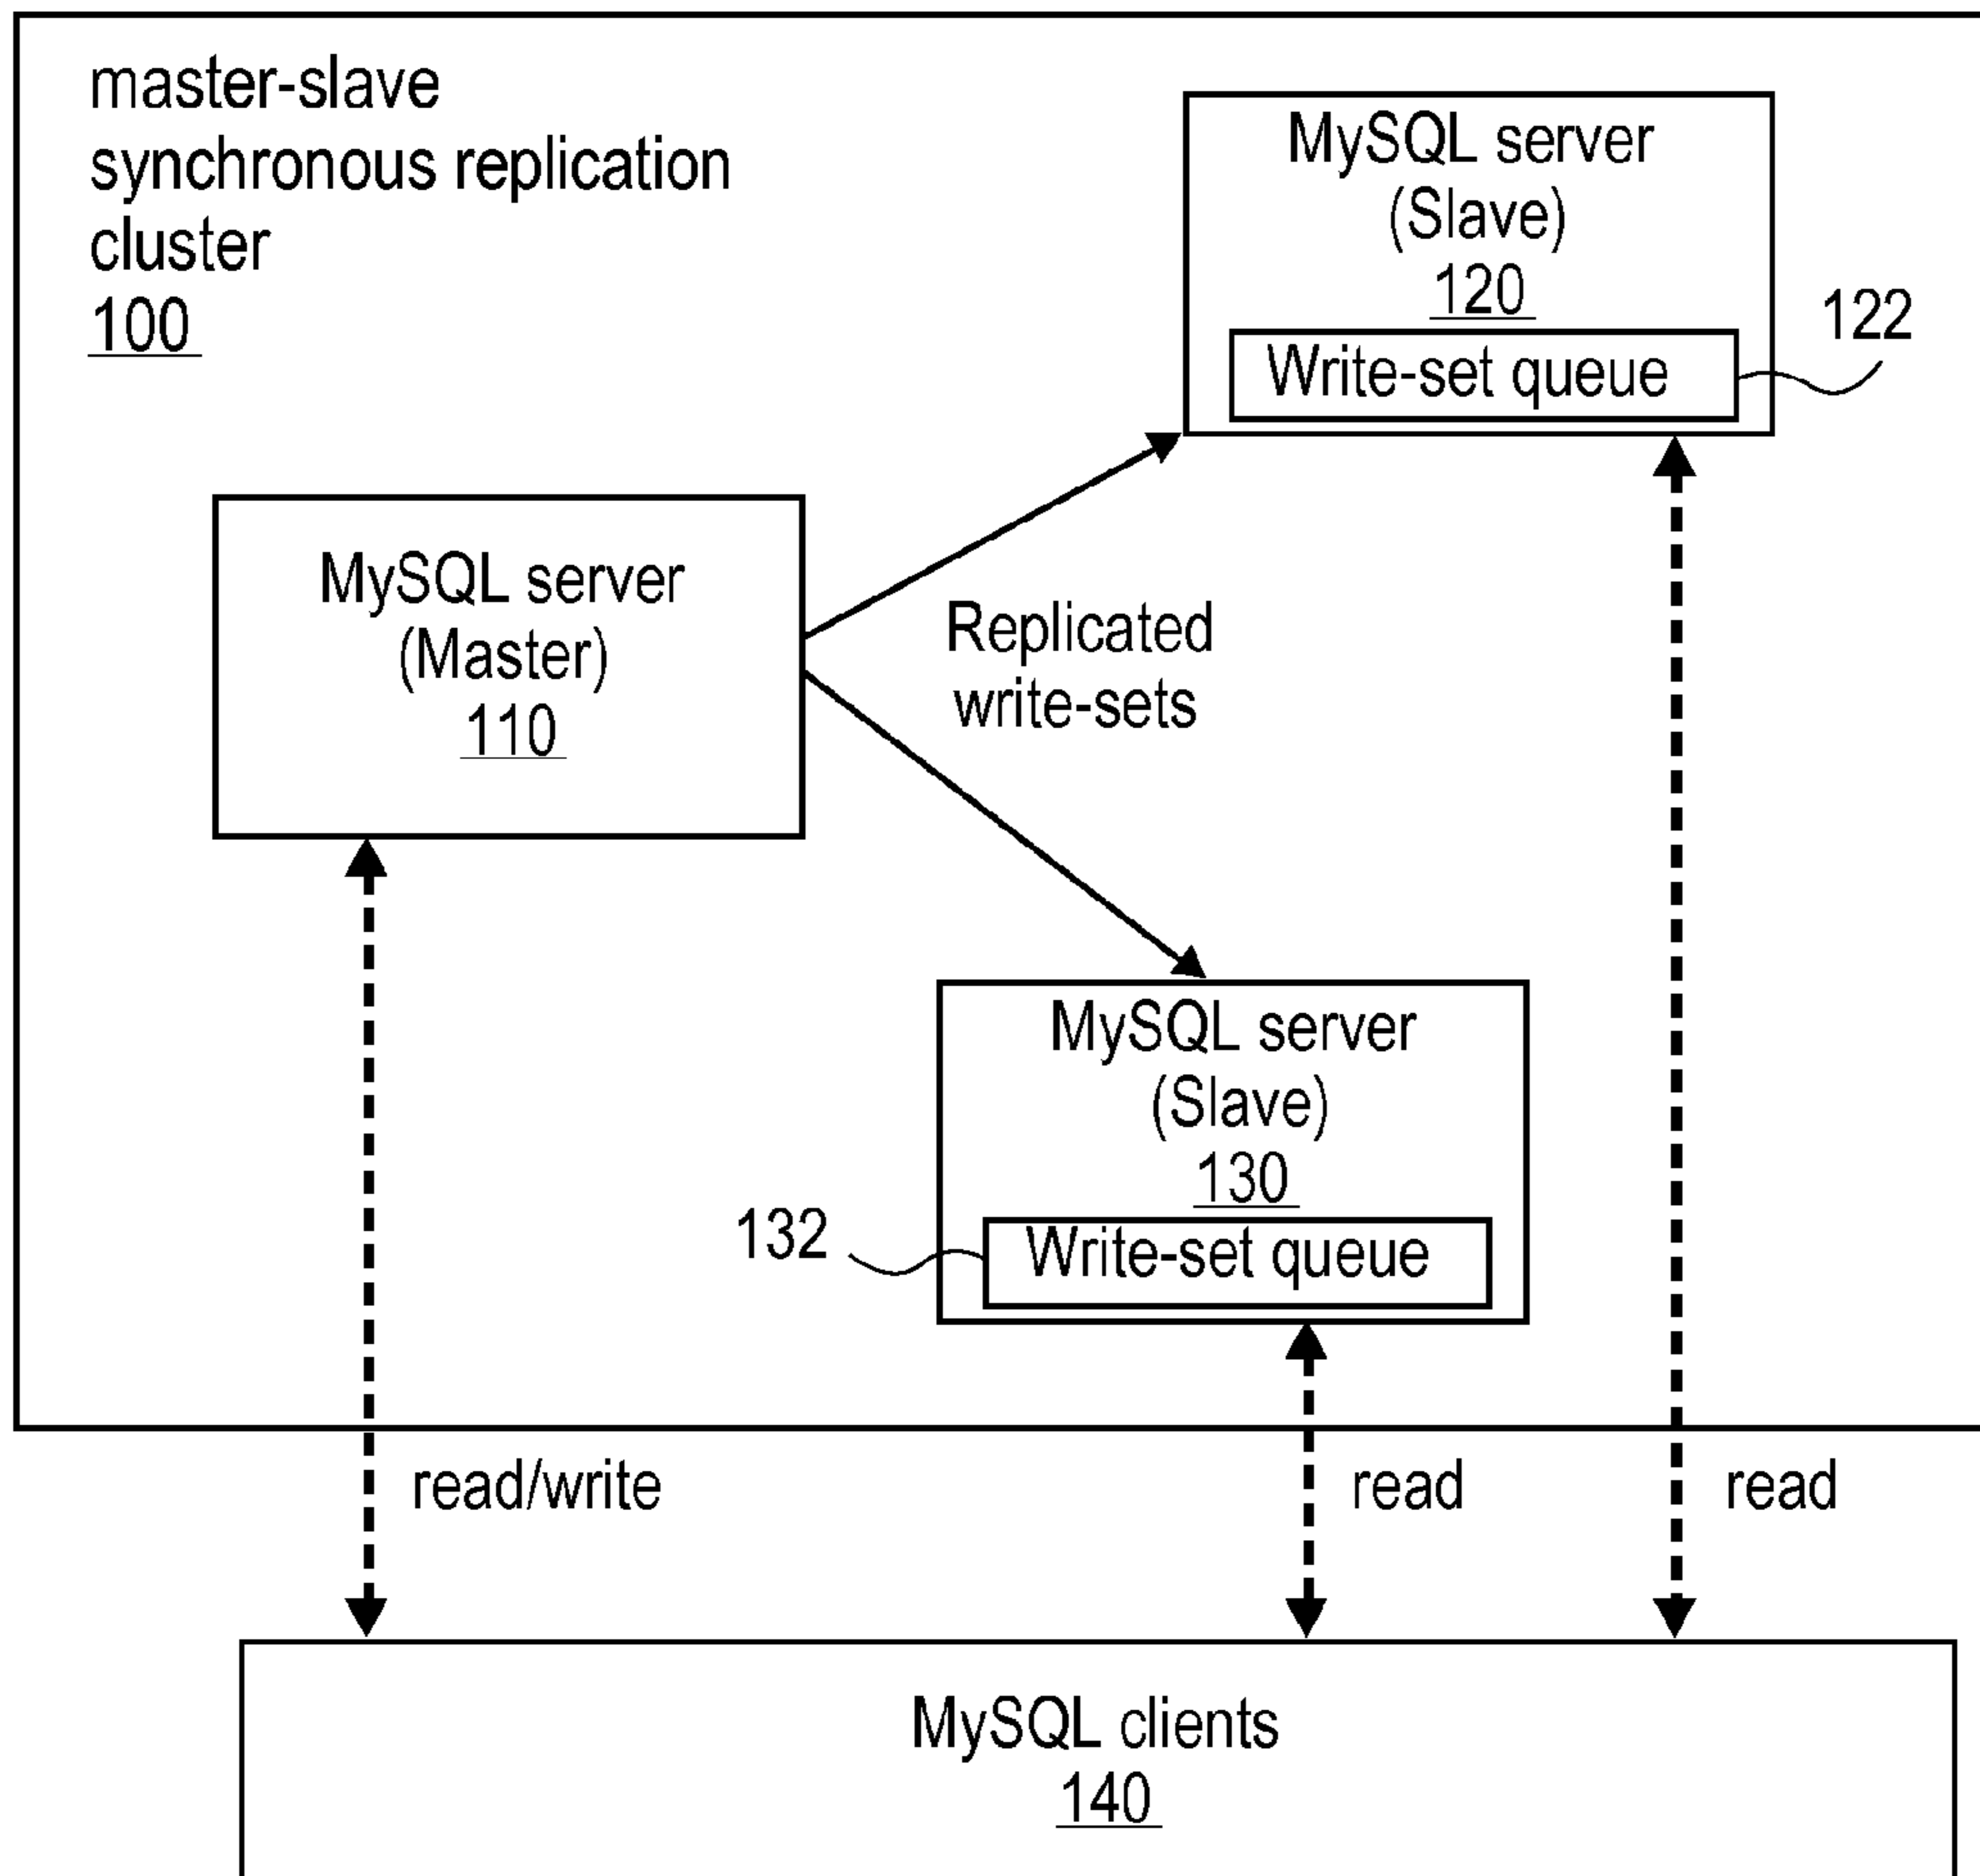 master-slave
synchronous replication
cluster
100
MySQL server
(Slave)
120
Write-set queue
122
MySQL server
(Master)
110
Replicated
write-sets
MySQL server
(Slave)
130
Write-set queue
132
read/write
read
read
MySQL clients
140